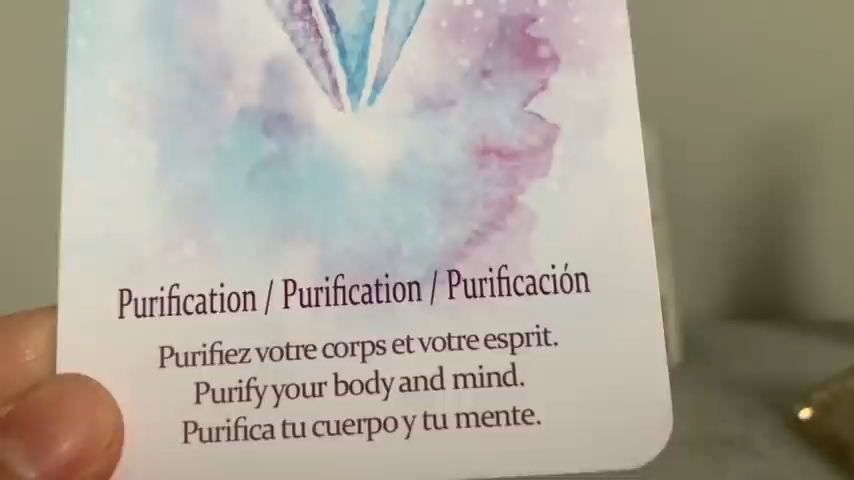 Purification / Purification / Purificación
Purifiez votre corps et votre esprit.
Purify your body and mind.
Purifica tu cuerpo y tu mente.